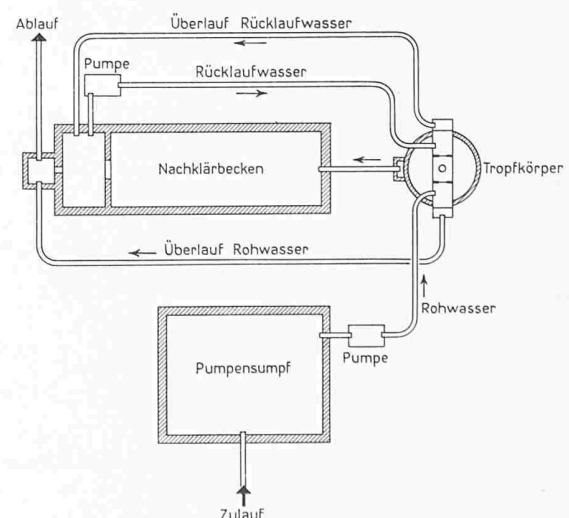 Ablauf
Überlauf Rücklaufwasser
Pumpe
Rücklaufwasser
Nachklärbecken
Tropfkörper
Überlauf Rohwasser
Rohwasser
Pumpe
Pumpensumpf
Zulauf